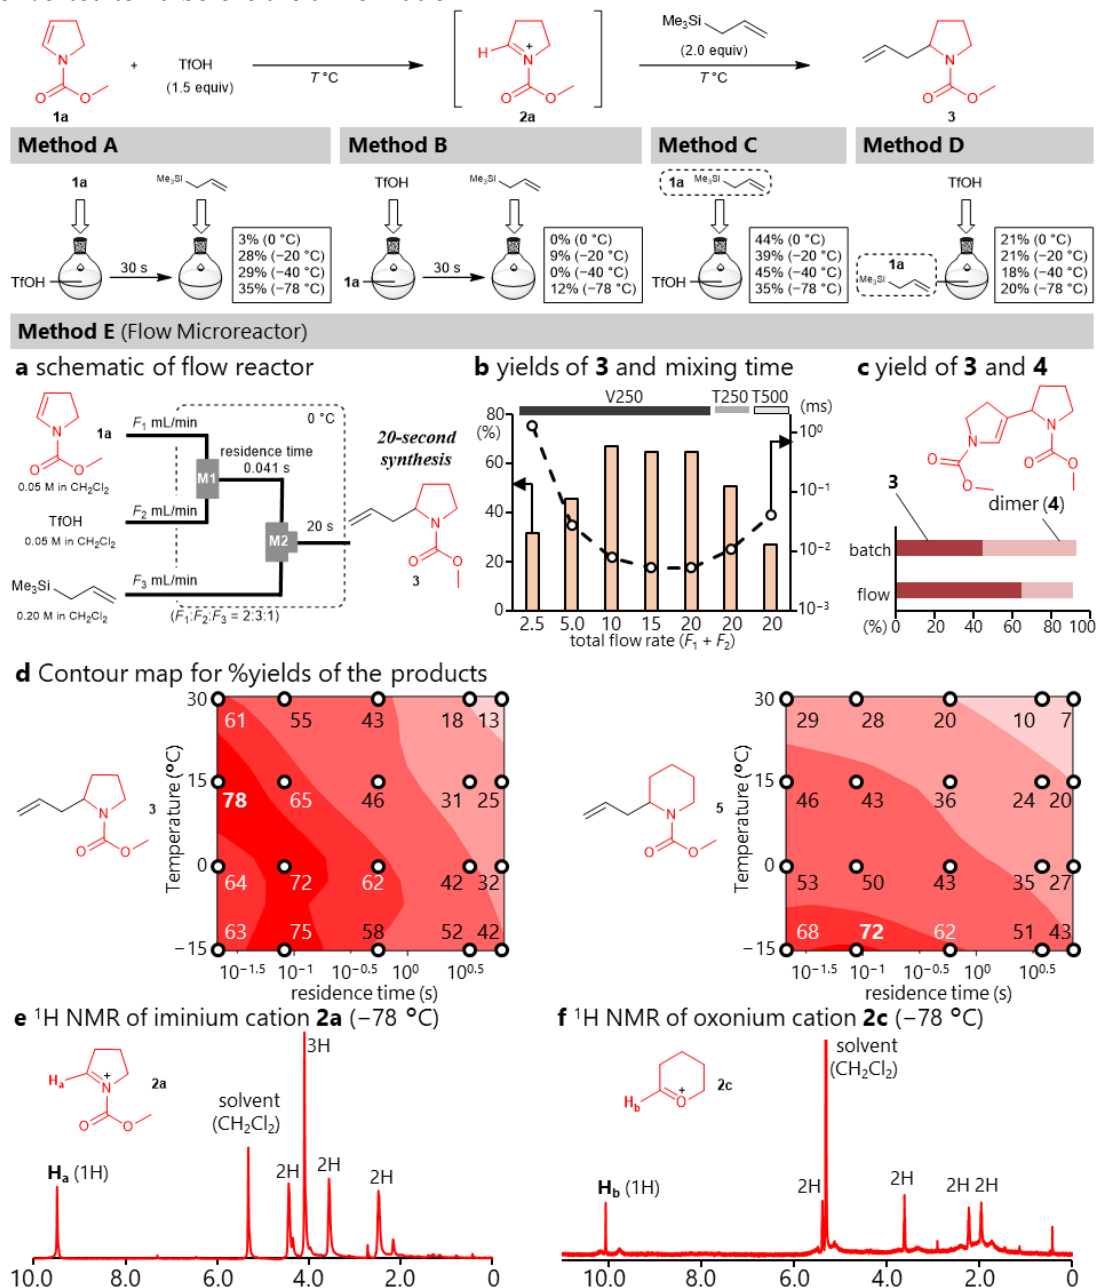 Me₃Si
N
+
TfOH
(1.5 equiv)
T °C
H
+
N
(2.0 equiv)
T °C
N
O
O
O
O
O
O
1a
2a
3
Method A
Method B
Method C
Method D
1a
Me₃Si
TfOH
30 s
3% (0 °C)
28% (−20 °C)
29% (−40 °C)
35% (−78 °C)
TfOH
Me₃Si
1a
30 s
0% (0 °C)
9% (−20 °C)
0% (−40 °C)
12% (−78 °C)
1a Me₃Si
TfOH
44% (0 °C)
39% (−20 °C)
45% (−40 °C)
35% (−78 °C)
TfOH
1a
Me₃Si
21% (0 °C)
21% (−20 °C)
18% (−40 °C)
20% (−78 °C)
Method E (Flow Microreactor)
a schematic of flow reactor
N
O
O
1a
0.05 M in CH₂Cl₂
F₁ mL/min
0 °C
residence time
0.041 s
M1
TfOH
0.05 M in CH₂Cl₂
F₂ mL/min
M2
20 s
Me₃Si
0.20 M in CH₂Cl₂
F₃ mL/min
(F₁:F₂:F₃ = 2:3:1)
20-second
synthesis
N
O
O
3
b yields of 3 and mixing time
V250 T250 T500
80
(%)
60
40
20
0
(ms)
10⁰
10⁻¹
10⁻²
10⁻³
2.5 5.0 10 15 20 20 20
total flow rate (F₁ + F₂)
c yield of 3 and 4
N
N
O
O
O
O
3
dimer (4)
batch
flow
(%) 0 20 40 60 80 100
d Contour map for %yields of the products
N
O
O
3
Temperature (°C)
30
15
0
−15
61 55 43 18 13
78 65 46 31 25
64 72 62 42 32
63 75 58 52 42
10⁻¹·⁵ 10⁻¹ 10⁻⁰·⁵ 10⁰ 10⁰·⁵
residence time (s)
N
O
O
5
Temperature (°C)
30
15
0
−15
29 28 20 10 7
46 43 36 24 20
53 50 43 35 27
68 72 62 51 43
10⁻¹·⁵ 10⁻¹ 10⁻⁰·⁵ 10⁰ 10⁰·⁵
residence time (s)
e ¹H NMR of iminium cation 2a (−78 °C)
Hₐ
+
N
O
O
2a
Hₐ (1H)
solvent
(CH₂Cl₂)
2H
3H
2H
2H
10.0 8.0 6.0 4.0 2.0 0
f ¹H NMR of oxonium cation 2c (−78 °C)
H_b
+
O
2c
H_b (1H)
solvent
(CH₂Cl₂)
2H
2H
2H 2H
10.0 8.0 6.0 4.0 2.0 0